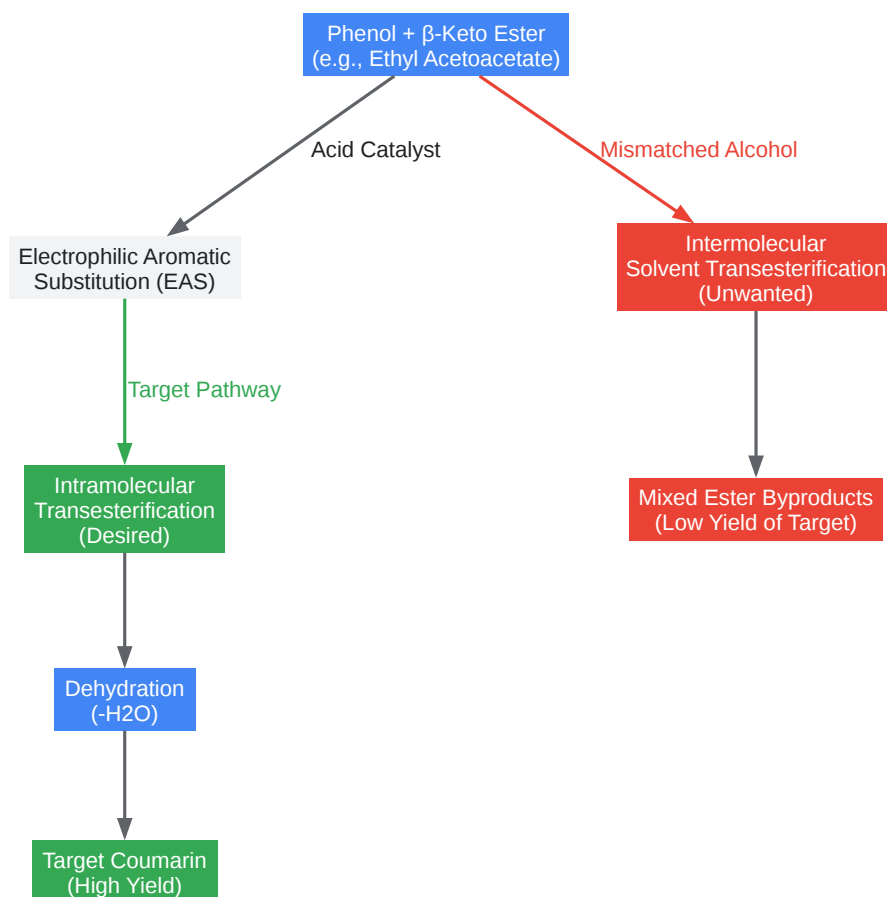 Phenol + β-Keto Ester
(e.g., Ethyl Acetoacetate)
Acid Catalyst
Mismatched Alcohol
Electrophilic Aromatic
Substitution (EAS)
Intermolecular
Solvent Transesterification
(Unwanted)
Target Pathway
Intramolecular
Transesterification
(Desired)
Mixed Ester Byproducts
(Low Yield of Target)
Dehydration
(-H2O)
Target Coumarin
(High Yield)